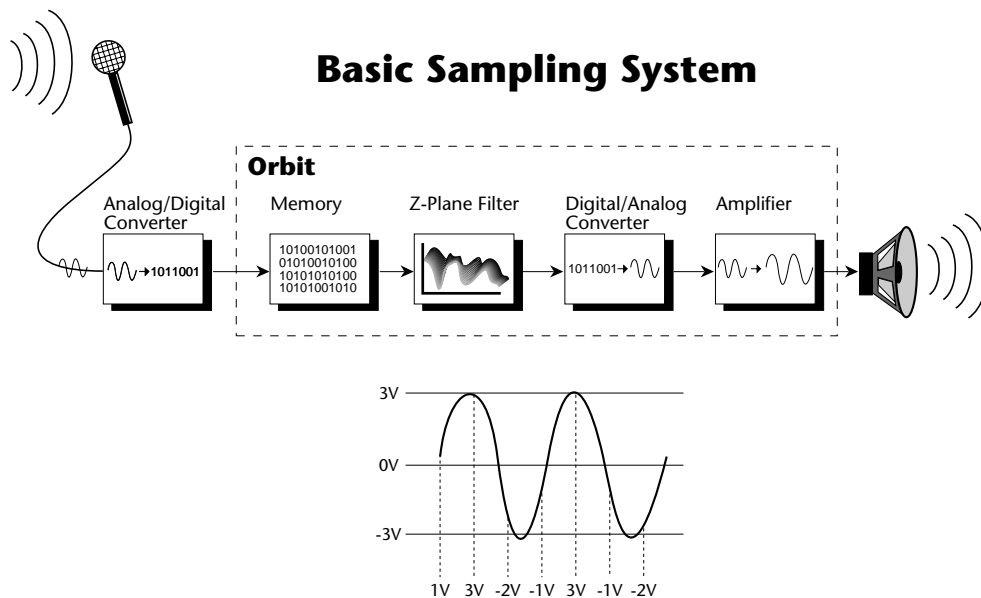 Basic Sampling System
Orbit
Analog/Digital
Converter
Memory
Z-Plane Filter
Digital/Analog
Converter
Amplifier
1011001
10100101001
01010010100
10101010100
10101001010
1011001
3V
0V
-3V
1V 3V -2V -1V 3V -1V -2V